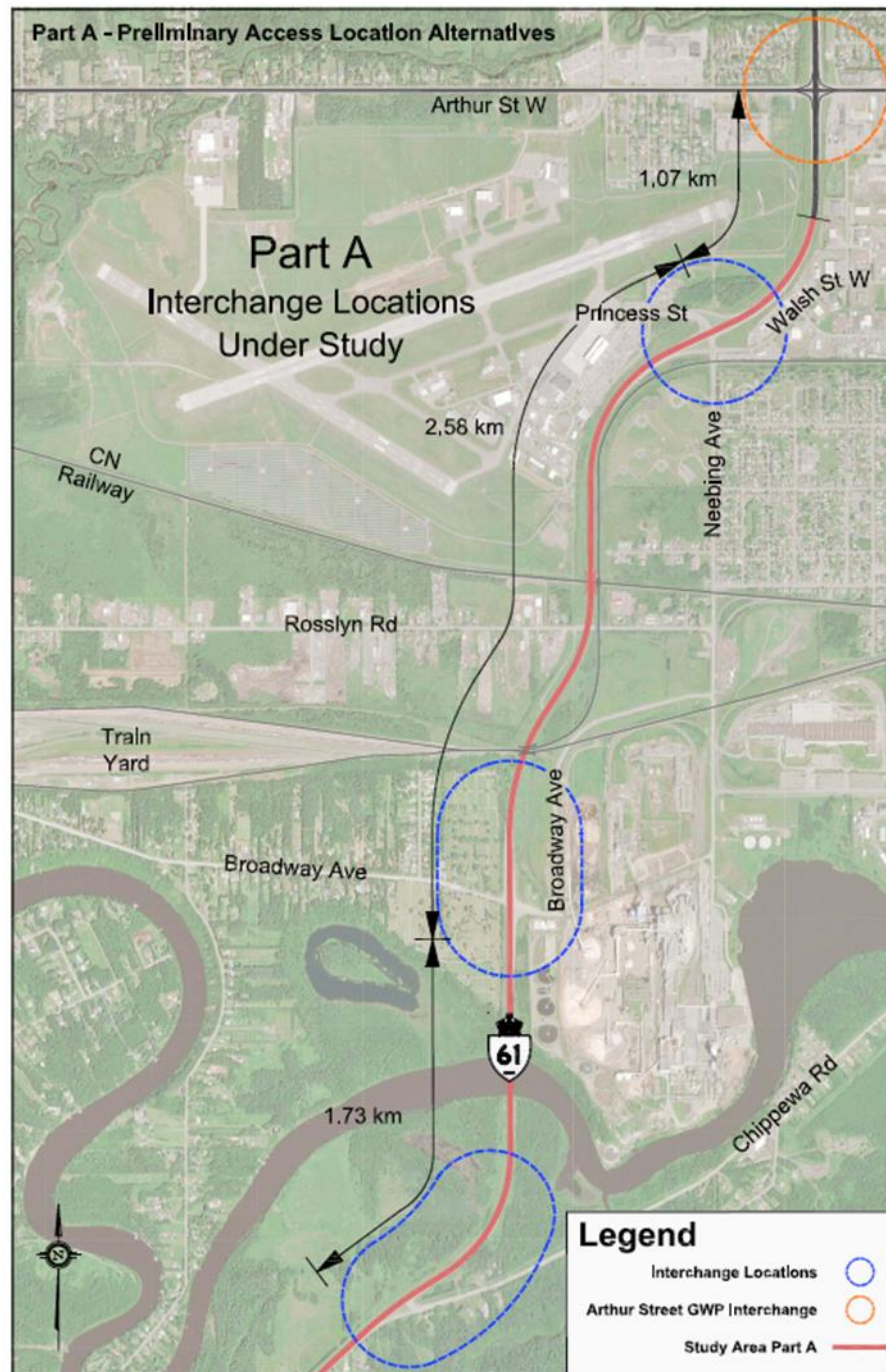 Part A - Preliminary Access Location Alternatives
Arthur St W
1.07 km
Part A
Interchange Locations
Under Study
Princess St
Walsh St W
2.58 km
Neebing Ave
CN
Railway
Rosslyn Rd
Train
Yard
Broadway Ave
Broadway Ave
61
1.73 km
Chippewa Rd
N
Legend
Interchange Locations
Arthur Street GWP Interchange
Study Area Part A